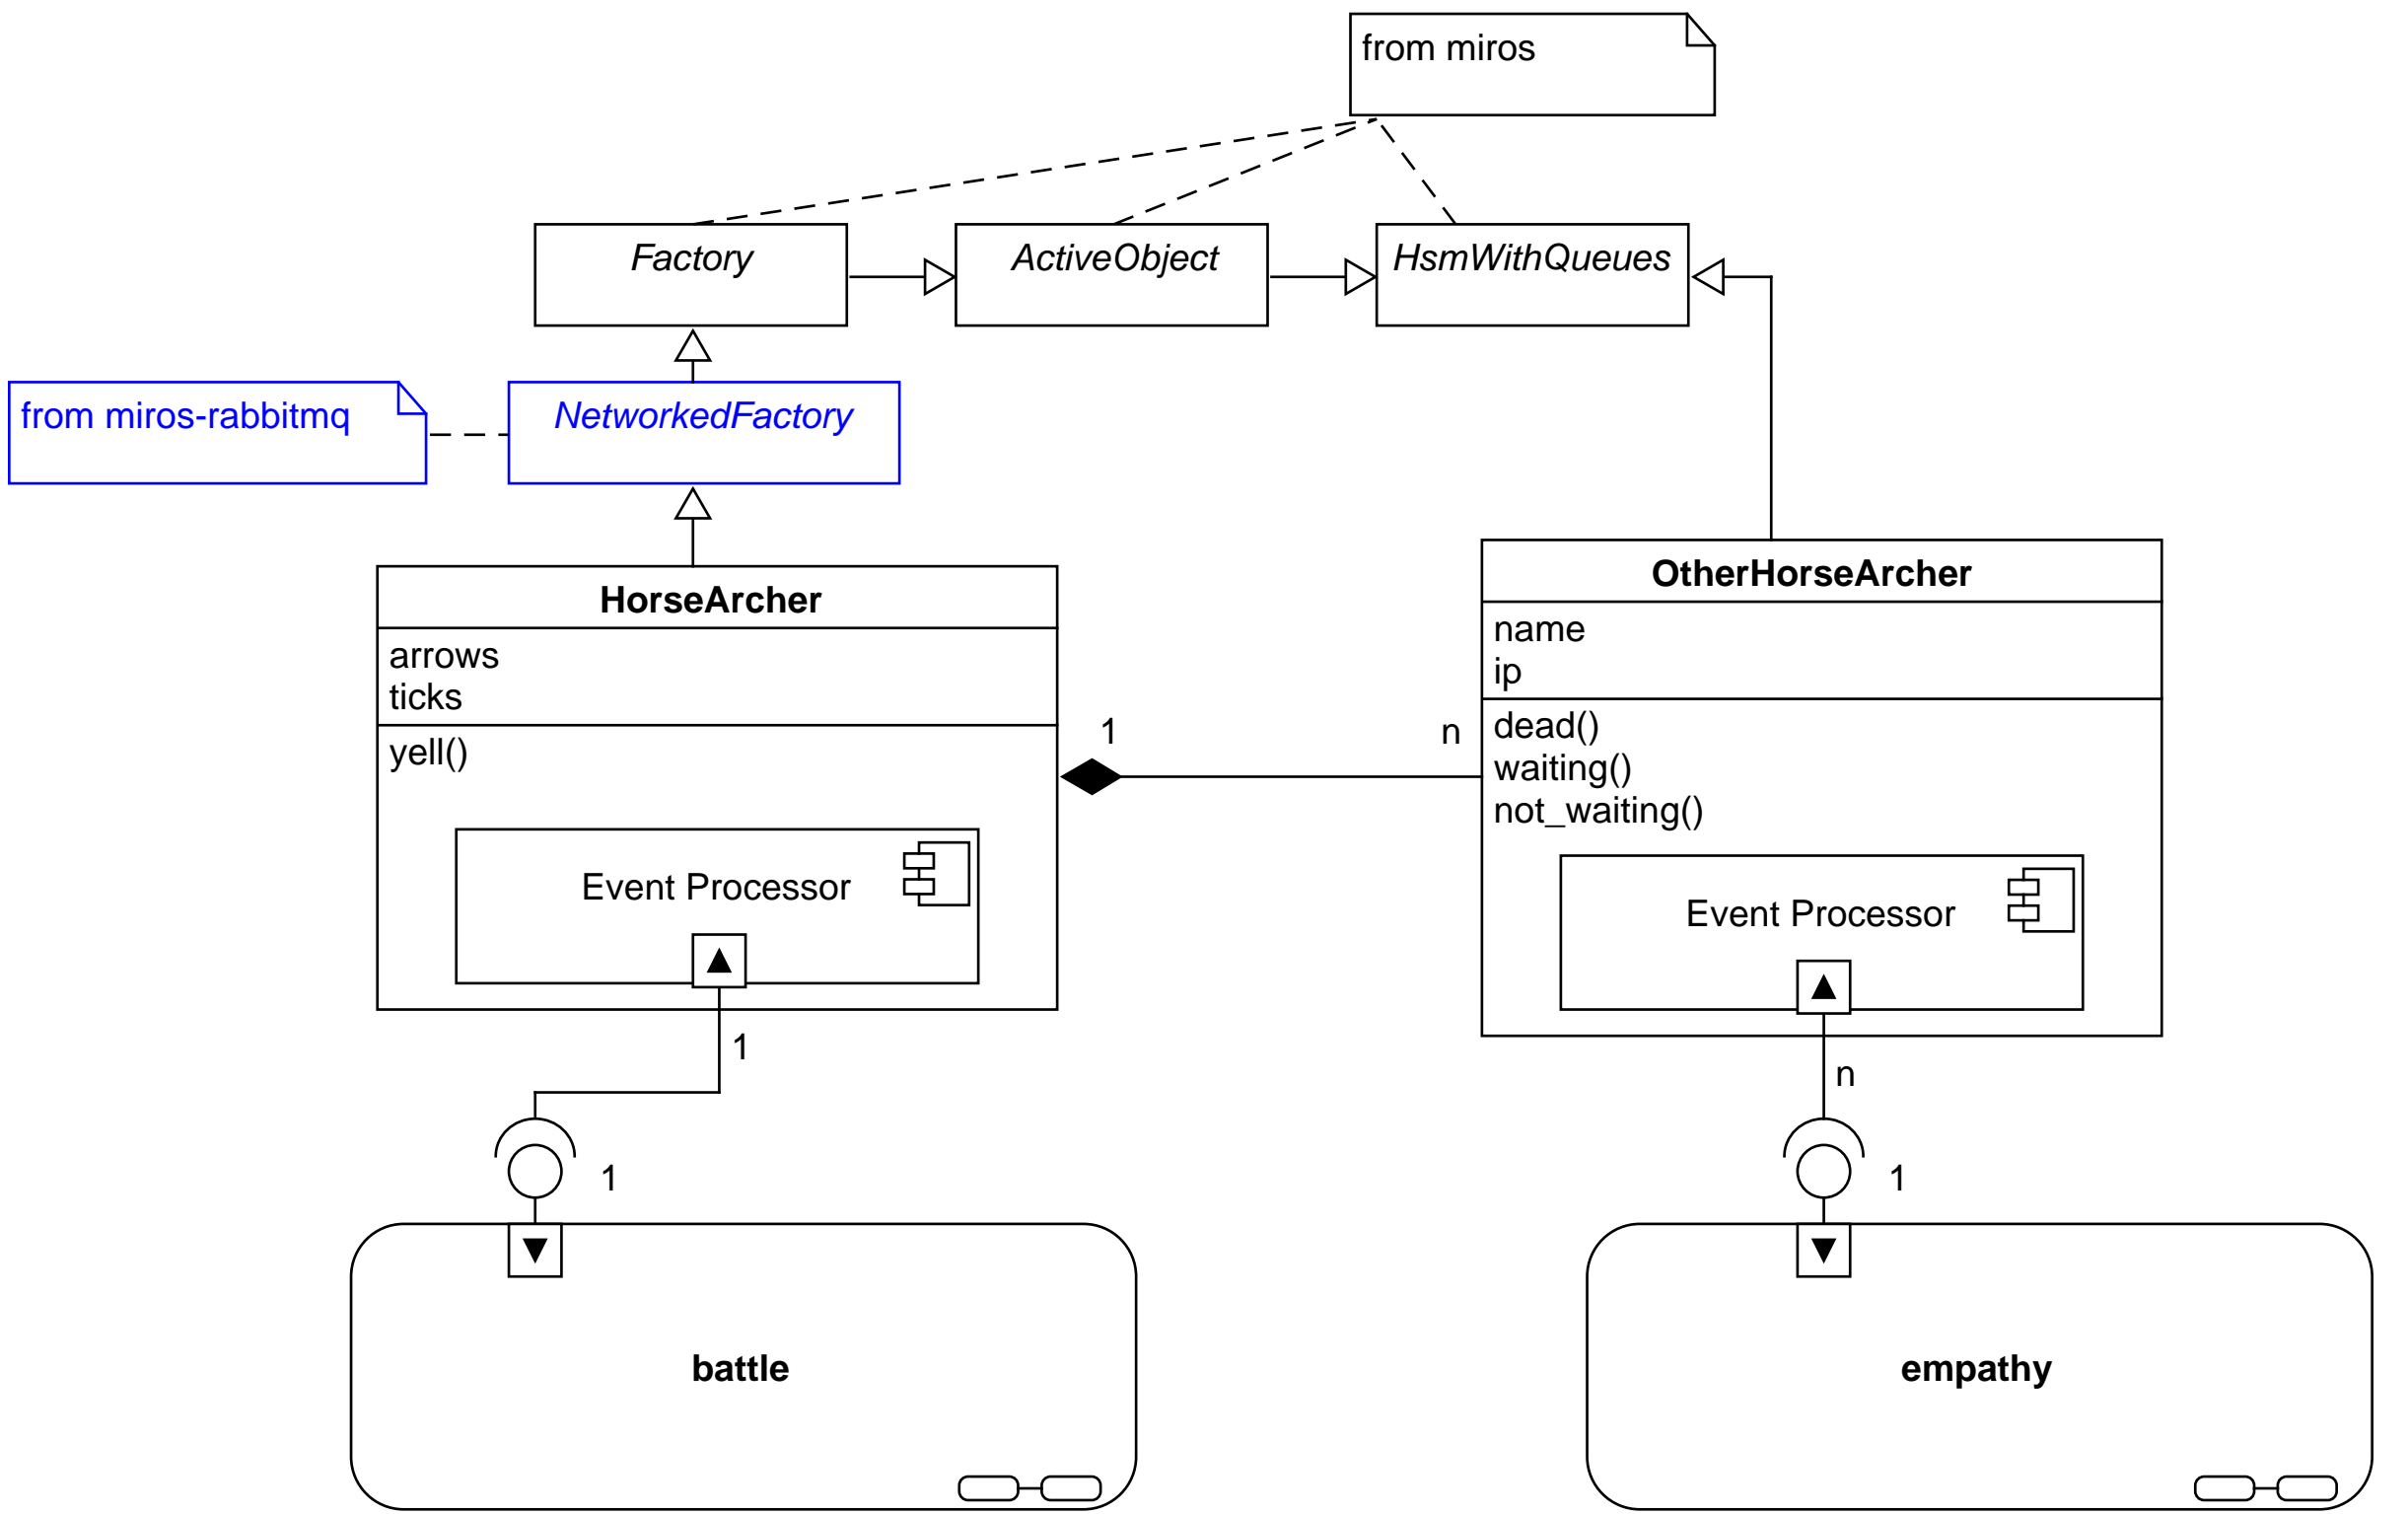 from miros
Factory
ActiveObject
HsmWithQueues
from miros-rabbitmq
NetworkedFactory
HorseArcher
arrows
ticks
yell()
Event Processor
1
n
OtherHorseArcher
name
ip
dead()
waiting()
not_waiting()
Event Processor
1
n
1
1
battle
empathy